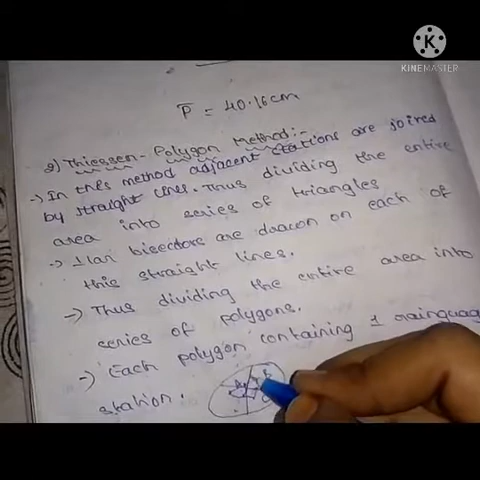 KINEMASTER
P̅ = 40.16cm
2) Thiessen - Polygon Method:-
-> In this method adjacent stations are joired
by straight lines. Thus dividing the entire
area into series of triangles
-> ⊥lar bisectors are drawn on each of
this straight lines.
-> Thus dividing the entire area into
series of polygons.
-> Each polygon containing 1 rainguag
station.